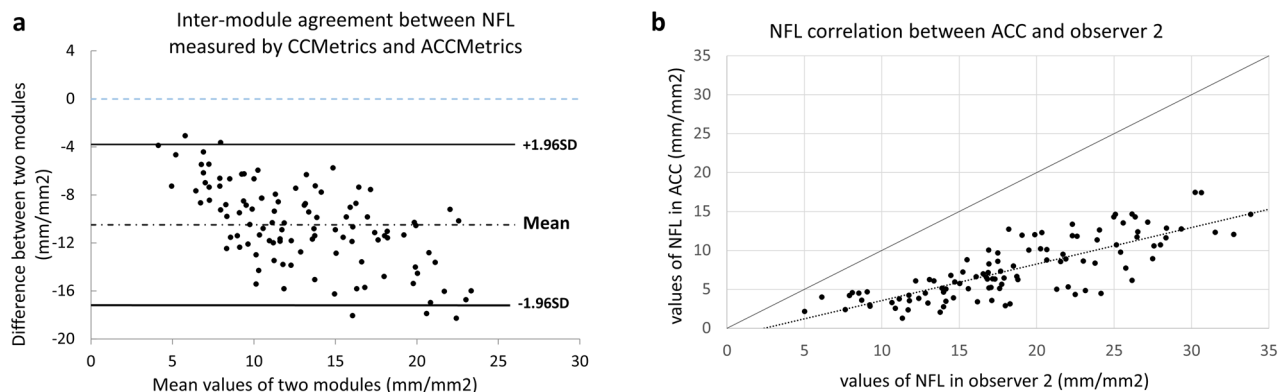 a
Inter-module agreement between NFL
measured by CCMetrics and ACCMetrics
4
0
-4
-8
-12
-16
-20
Difference between two modules
(mm/mm2)
+1.96SD
Mean
-1.96SD
0 5 10 15 20 25 30
Mean values of two modules (mm/mm2)
b
NFL correlation between ACC and observer 2
35
30
25
20
15
10
5
0
values of NFL in ACC (mm/mm2)
0 5 10 15 20 25 30 35
values of NFL in observer 2 (mm/mm2)